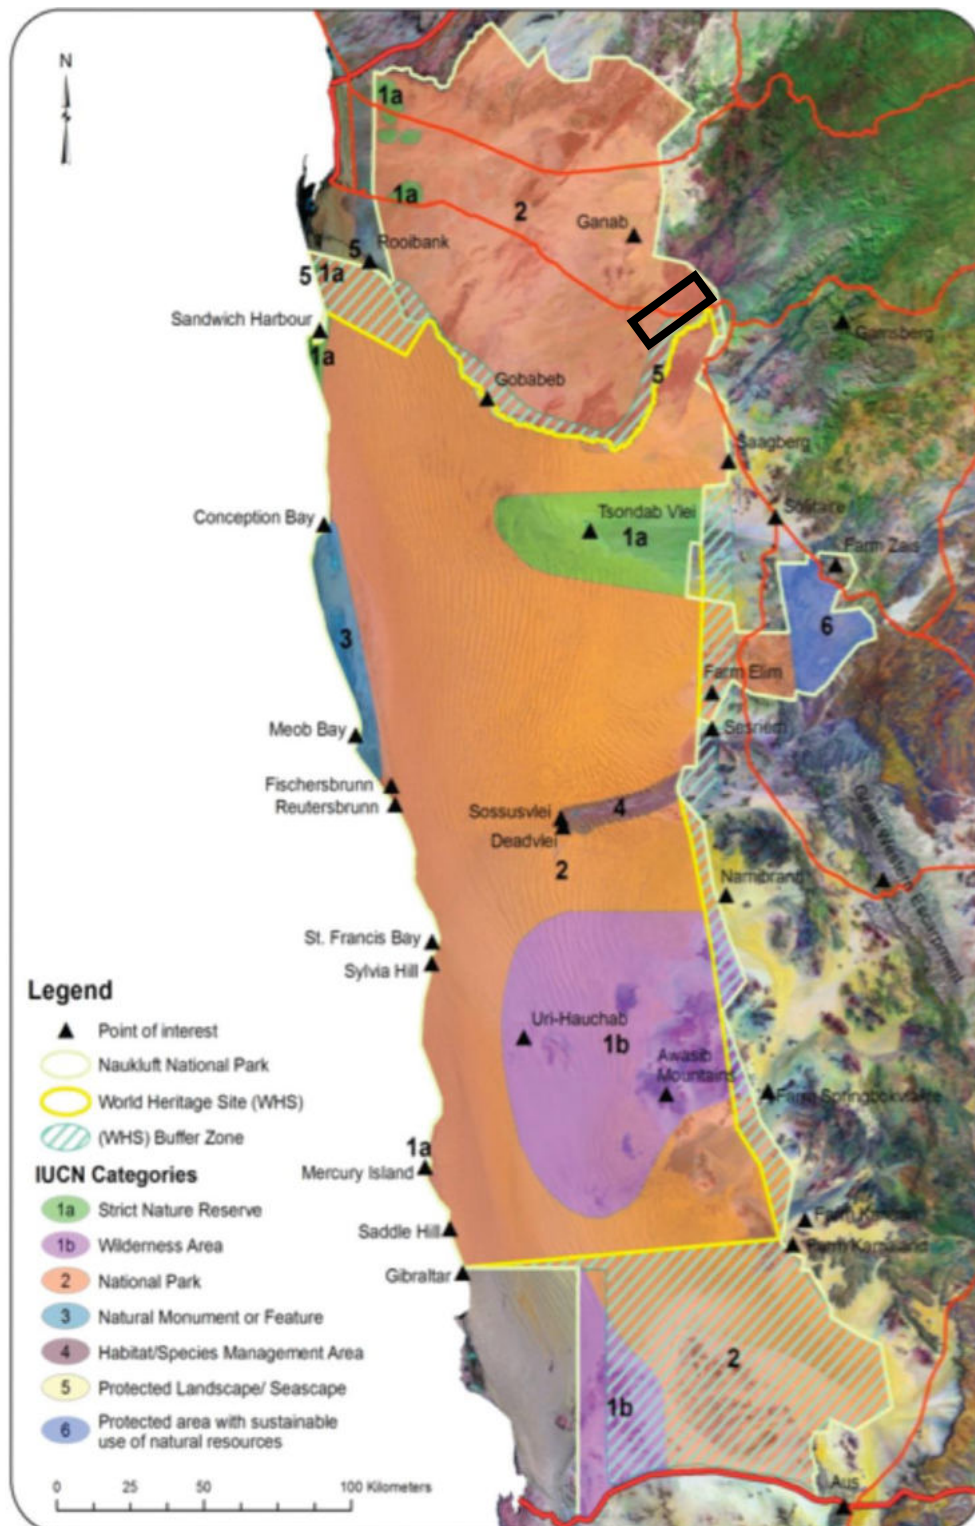 N
1a
1a
2
Ganab
5
Rooibank
5
1a
Sandwich Harbour
Gamsberg
1a
5
Gobabeb
Saagberg
Conception Bay
Tsondab Vlei
1a
Solitaire
Farm Zais
3
6
Farm Elim
Meob Bay
Sesriem
Fischersbrunn
Reutersbrunn
Sossusvlei
4
Deadvlei
2
Great Western Escarpment
Namibrand
St. Francis Bay
Sylvia Hill
Uri-Hauchab
1b
Awasib
Mountains
Farm Springbokvlakte
1a
Mercury Island
Saddle Hill
Farm
Gibraltar
Farm Kanaland
2
1b
Aus
Legend
Point of interest
Naukluft National Park
World Heritage Site (WHS)
(WHS) Buffer Zone
IUCN Categories
1a Strict Nature Reserve
1b Wilderness Area
2 National Park
3 Natural Monument or Feature
4 Habitat/Species Management Area
5 Protected Landscape/ Seascape
6 Protected area with sustainable
use of natural resources
0 25 50 100 Kilometers